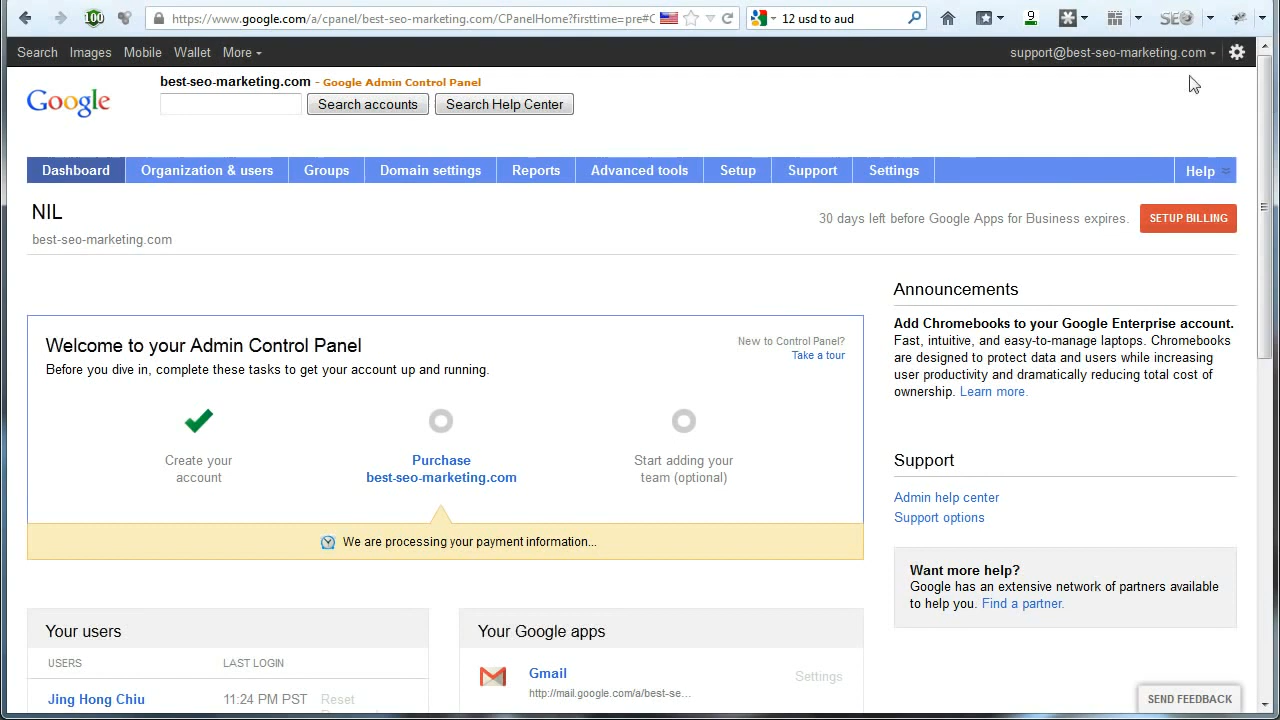 https://www.google.com/a/cpanel/best-seo-marketing.com/CPanelHome?firsttime=pre#C
12 usd to aud
100
9
SEO
Search Images Mobile Wallet More
support@best-seo-marketing.com
Google
best-seo-marketing.com - Google Admin Control Panel
Search accounts Search Help Center
Dashboard Organization & users Groups Domain settings Reports Advanced tools Setup Support Settings Help
NIL
best-seo-marketing.com
30 days left before Google Apps for Business expires. SETUP BILLING
Welcome to your Admin Control Panel
Before you dive in, complete these tasks to get your account up and running.
New to Control Panel?
Take a tour
Create your
account
Purchase
best-seo-marketing.com
Start adding your
team (optional)
We are processing your payment information...
Announcements
Add Chromebooks to your Google Enterprise account.
Fast, intuitive, and easy-to-manage laptops. Chromebooks
are designed to protect data and users while increasing
user productivity and dramatically reducing total cost of
ownership. Learn more.
Support
Admin help center
Support options
Want more help?
Google has an extensive network of partners available
to help you. Find a partner.
Your users
USERS LAST LOGIN
Jing Hong Chiu 11:24 PM PST Reset
Your Google apps
Gmail Settings
http://mail.google.com/a/best-se...
SEND FEEDBACK